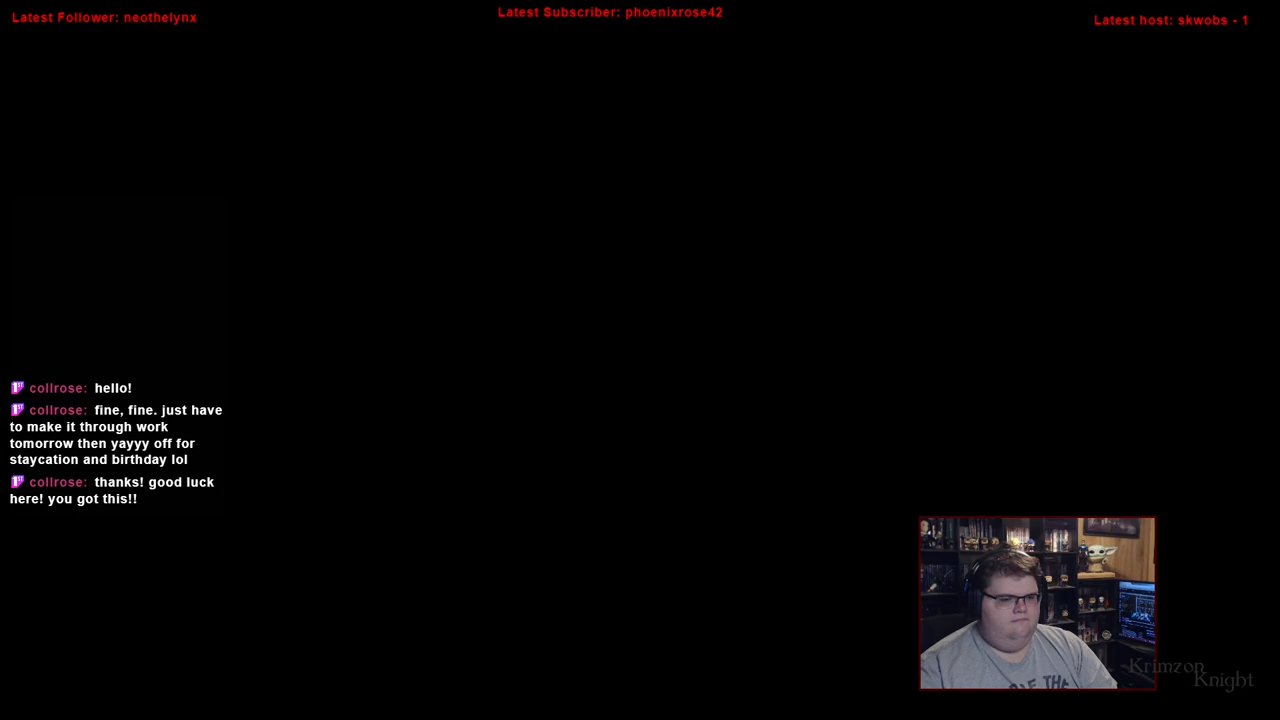 Latest Follower: neothelynx
Latest Subscriber: phoenixrose42
Latest host: skwobs - 1
collrose: hello!
collrose: fine, fine. just have
to make it through work
tomorrow then yayyy off for
staycation and birthday lol
collrose: thanks! good luck
here! you got this!!
THE
Krimzon
Knight